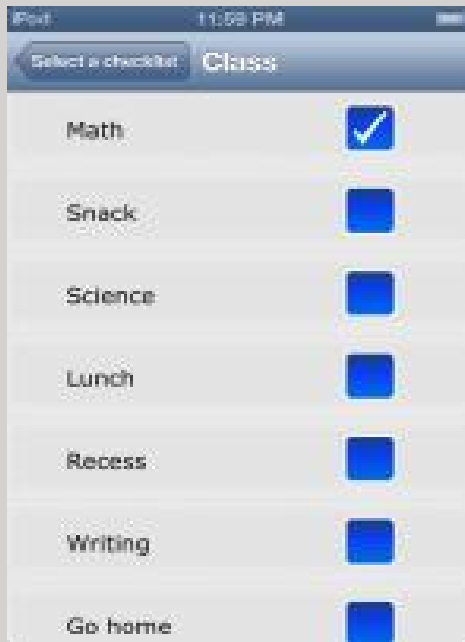 iPod 11:59 PM
Select a checklist Class
Math
Snack
Science
Lunch
Recess
Writing
Go home